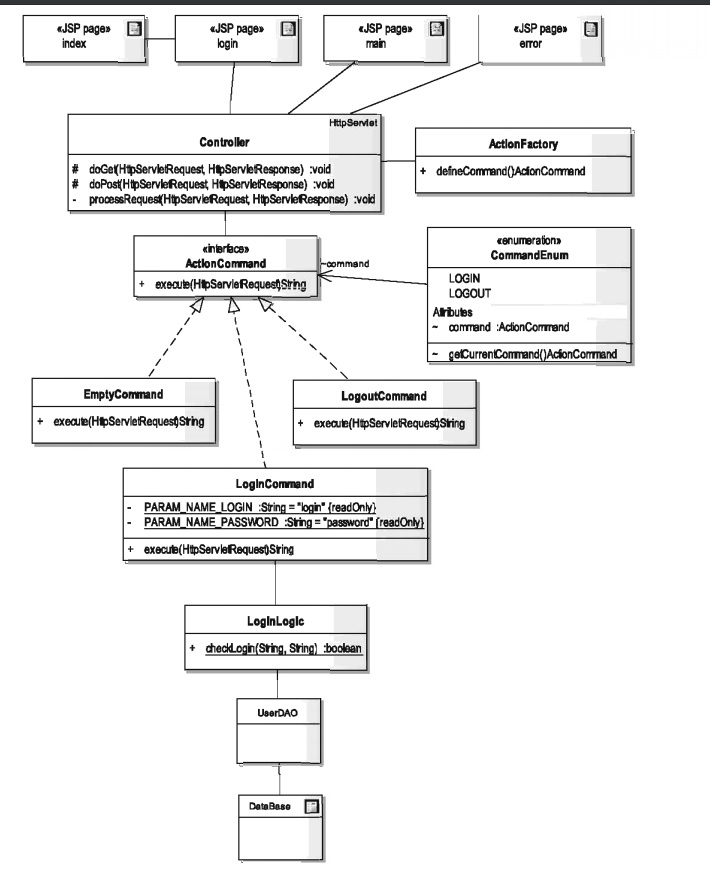 «JSP page»
index
«JSP page»
login
«JSP page»
main
«JSP page»
error
HttpServlet
Controller
# doGet(HttpServletRequest, HttpServletResponse) :void
# doPost(HttpServletRequest, HttpServletResponse) :void
- processRequest(HttpServletRequest, HttpServletResponse) :void
ActionFactory
+ defineCommand()ActionCommand
«interface»
ActionCommand
+ execute(HttpServletRequest)String
~command
«enumeration»
CommandEnum
LOGIN
LOGOUT
Attributes
~ command :ActionCommand
~ getCurrentCommand()ActionCommand
EmptyCommand
+ execute(HttpServletRequest)String
LogoutCommand
+ execute(HttpServletRequest)String
LoginCommand
- PARAM_NAME_LOGIN :String = "login" {readOnly}
- PARAM_NAME_PASSWORD :String = "password" {readOnly}
+ execute(HttpServletRequest)String
LoginLogic
+ checkLogin(String, String) :boolean
UserDAO
DataBase